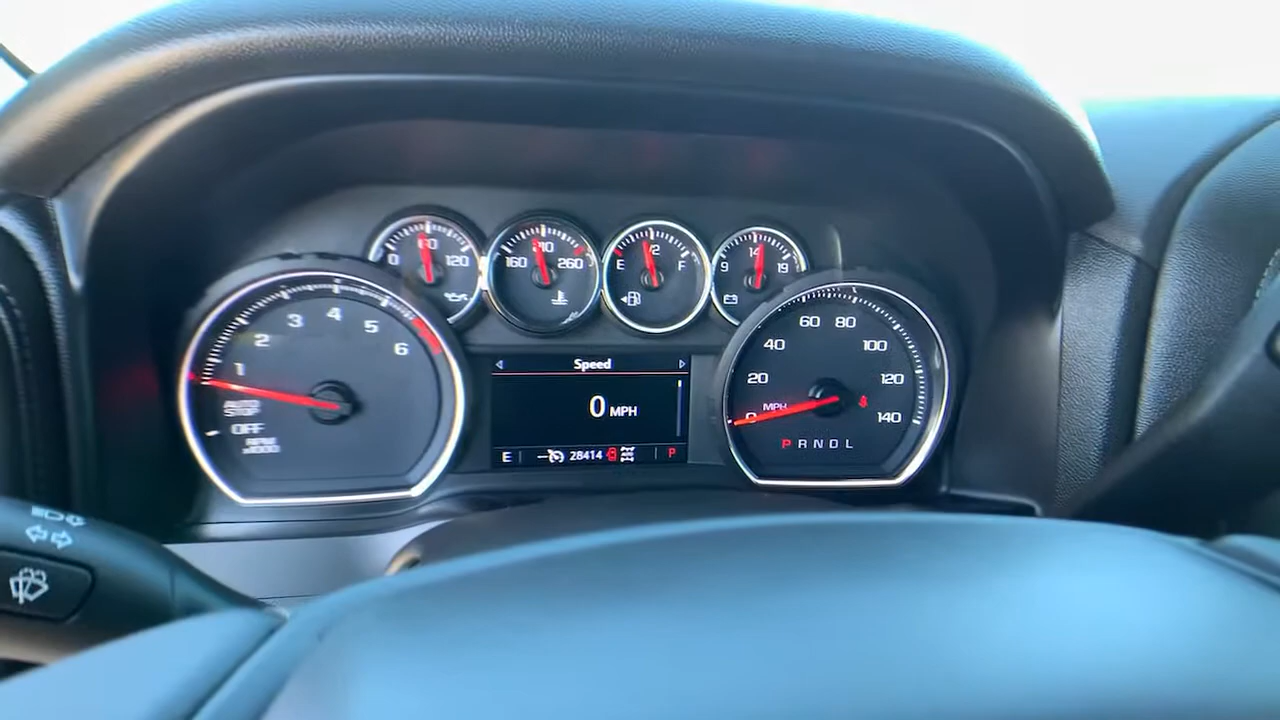 0 60 120
160 210 260
E 1/2 F
9 14 19
1 2 3 4 5 6
AUTO
STOP
OFF
RPM
x1000
Speed
0 MPH
E 28414 P
0 20 40 60 80 100 120 140
MPH
P R N D L